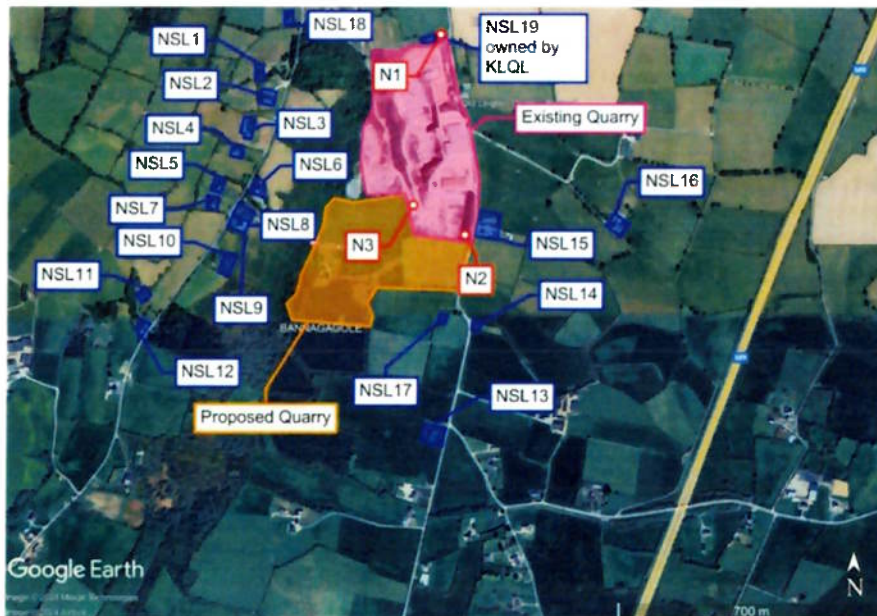 NSL18
NSL1
NSL19
owned by
KLQL
N1
NSL2
NSL4
NSL3
Existing Quarry
NSL5
NSL6
NSL16
NSL7
NSL8
NSL10
N3
NSL15
N2
NSL11
NSL9
NSL14
BANNAGAGOLE
NSL12
NSL17
NSL13
Proposed Quarry
Google Earth
N
700 m